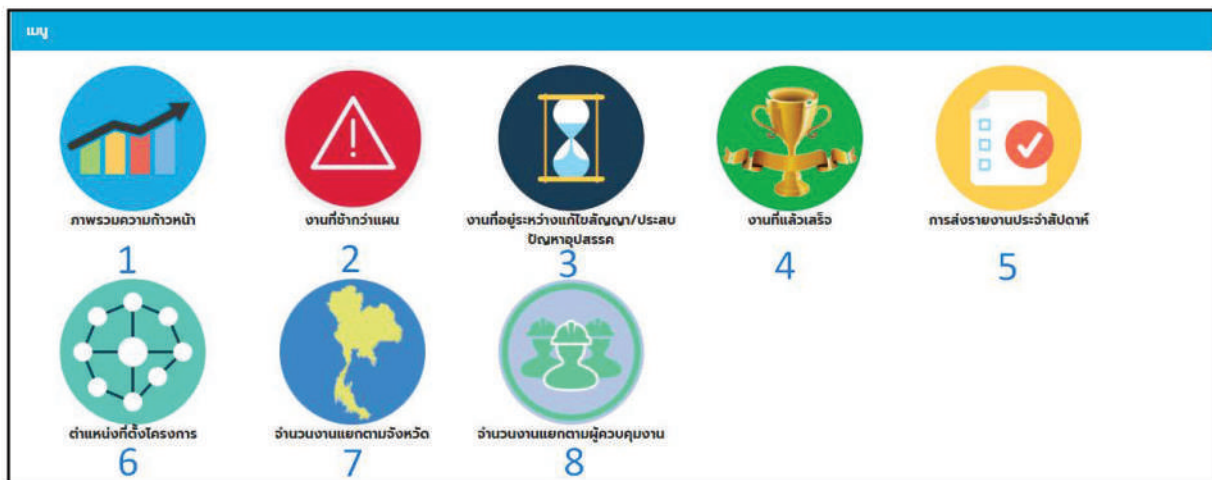 เมนู
ภาพรวมความก้าวหน้า
งานที่ช้ากว่าแผน
งานที่อยู่ระหว่างแก้ไขสัญญา/ประสบ
ปัญหาอุปสรรค
งานที่แล้วเสร็จ
การส่งรายงานประจำสัปดาห์
1
2
3
4
5
ตำแหน่งที่ตั้งโครงการ
จำนวนงานแยกตามจังหวัด
จำนวนงานแยกตามผู้ควบคุมงาน
6
7
8